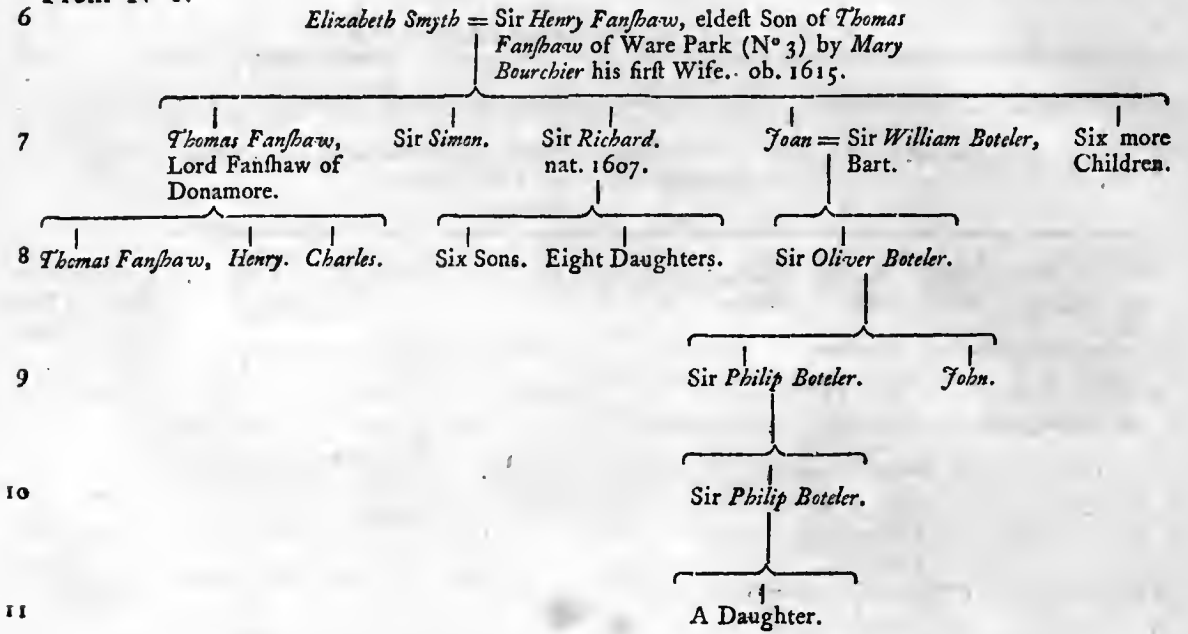 6 Elizabeth Smyth = Sir Henry Fanſhaw, eldeſt Son of Thomas
Fanſhaw of Ware Park (No 3) by Mary
Bourchier his firſt Wife. ob. 1615.
7 Thomas Fanſhaw, Sir Simon. Sir Richard. Joan = Sir William Boteler, Six more
Lord Fanſhaw of nat. 1607. Bart. Children.
Donamore.
8 Thomas Fanſhaw, Henry. Charles. Six Sons. Eight Daughters. Sir Oliver Boteler.
9 Sir Philip Boteler. John.
10 Sir Philip Boteler.
11 A Daughter.